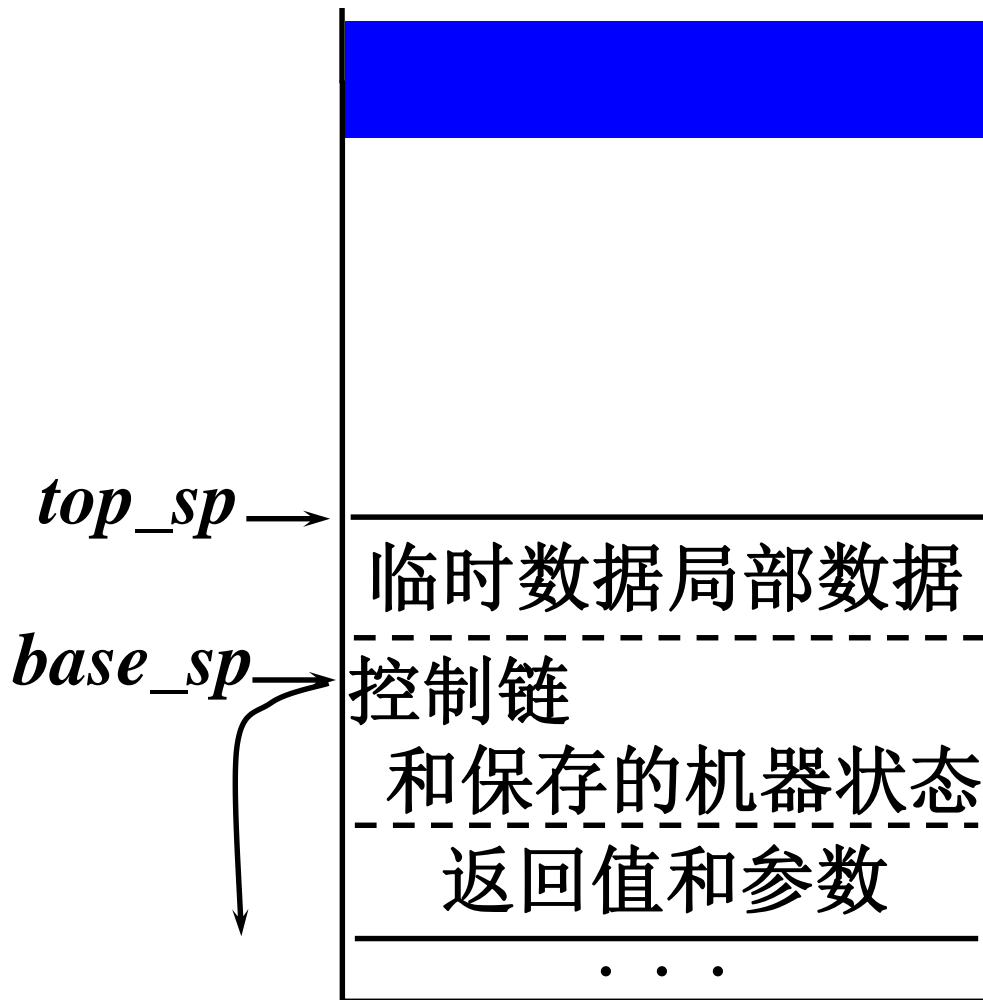 top_sp
临时数据局部数据
base_sp
控制链
和保存的机器状态
返回值和参数
. . .